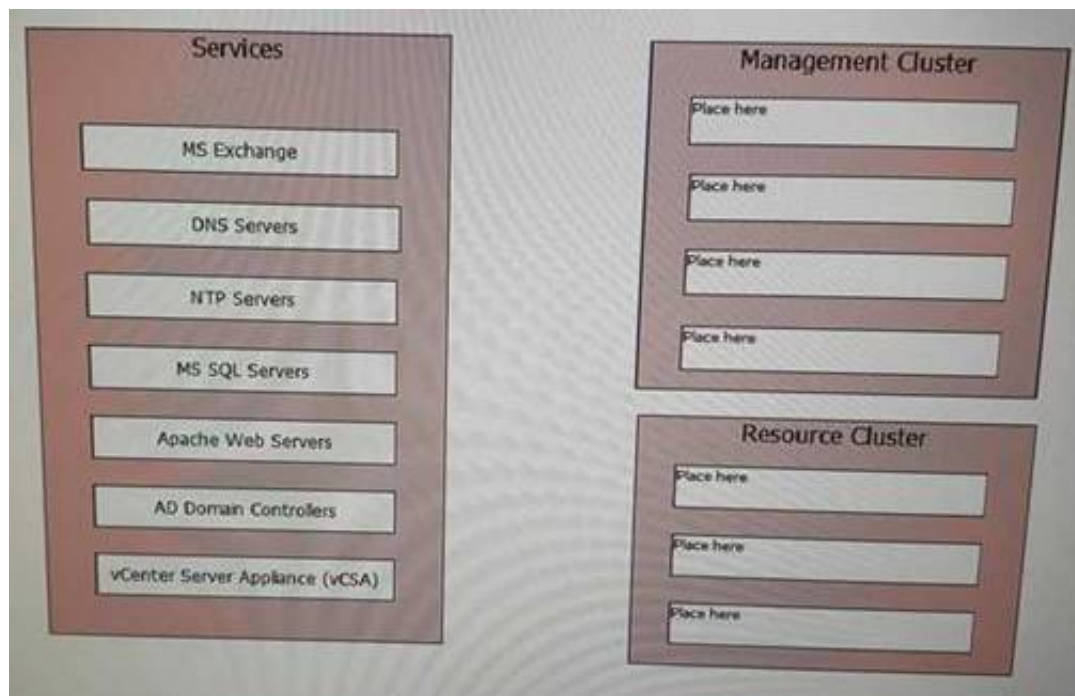 Services
MS Exchange
DNS Servers
NTP Servers
MS SQL Servers
Apache Web Servers
AD Domain Controllers
vCenter Server Appliance (vCSA)
Management Cluster
Place here
Place here
Place here
Place here
Resource Cluster
Place here
Place here
Place here